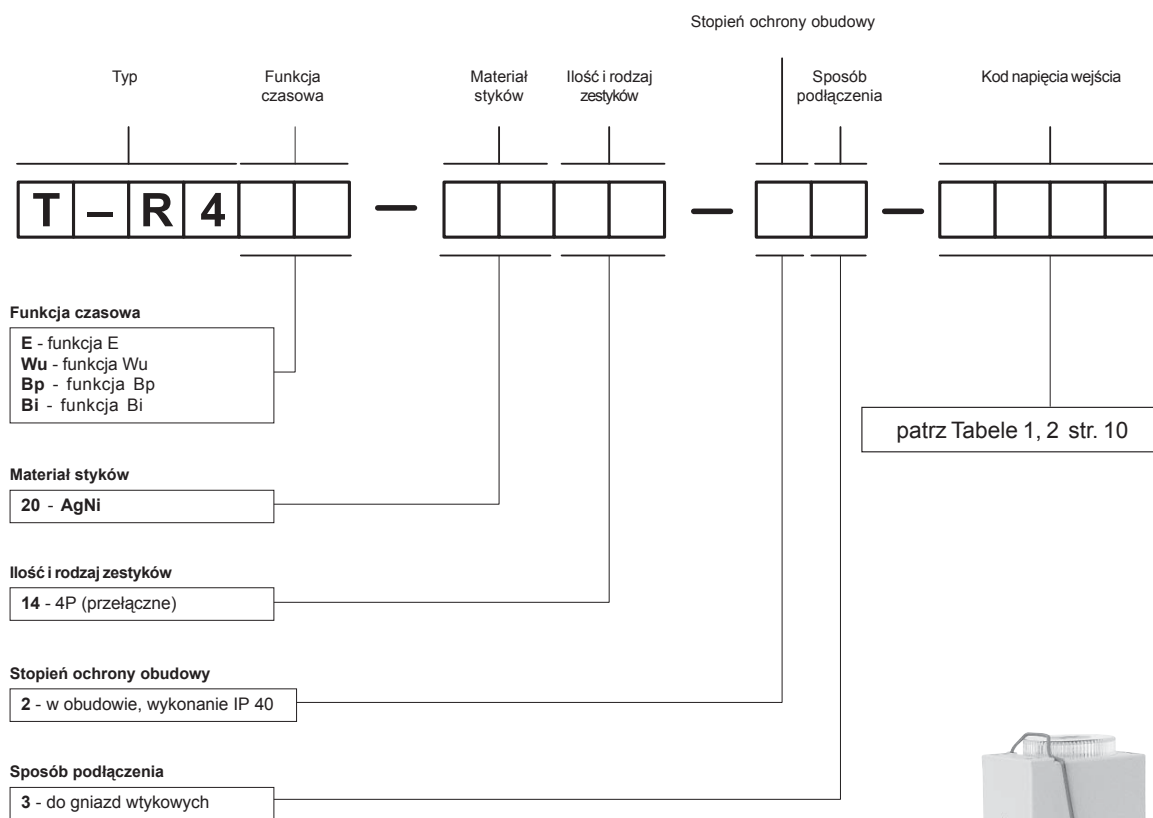 Stopień ochrony obudowy
Typ
Funkcja
czasowa
Materiał
styków
Ilość i rodzaj
zestyków
Sposób
podłączenia
Kod napięcia wejścia
T – R 4 – – –
Funkcja czasowa
E - funkcja E
Wu - funkcja Wu
Bp - funkcja Bp
Bi - funkcja Bi
patrz Tabele 1, 2 str. 10
Materiał styków
20 - AgNi
Ilość i rodzaj zestyków
14 - 4P (przełączne)
Stopień ochrony obudowy
2 - w obudowie, wykonanie IP 40
Sposób podłączenia
3 - do gniazd wtykowych